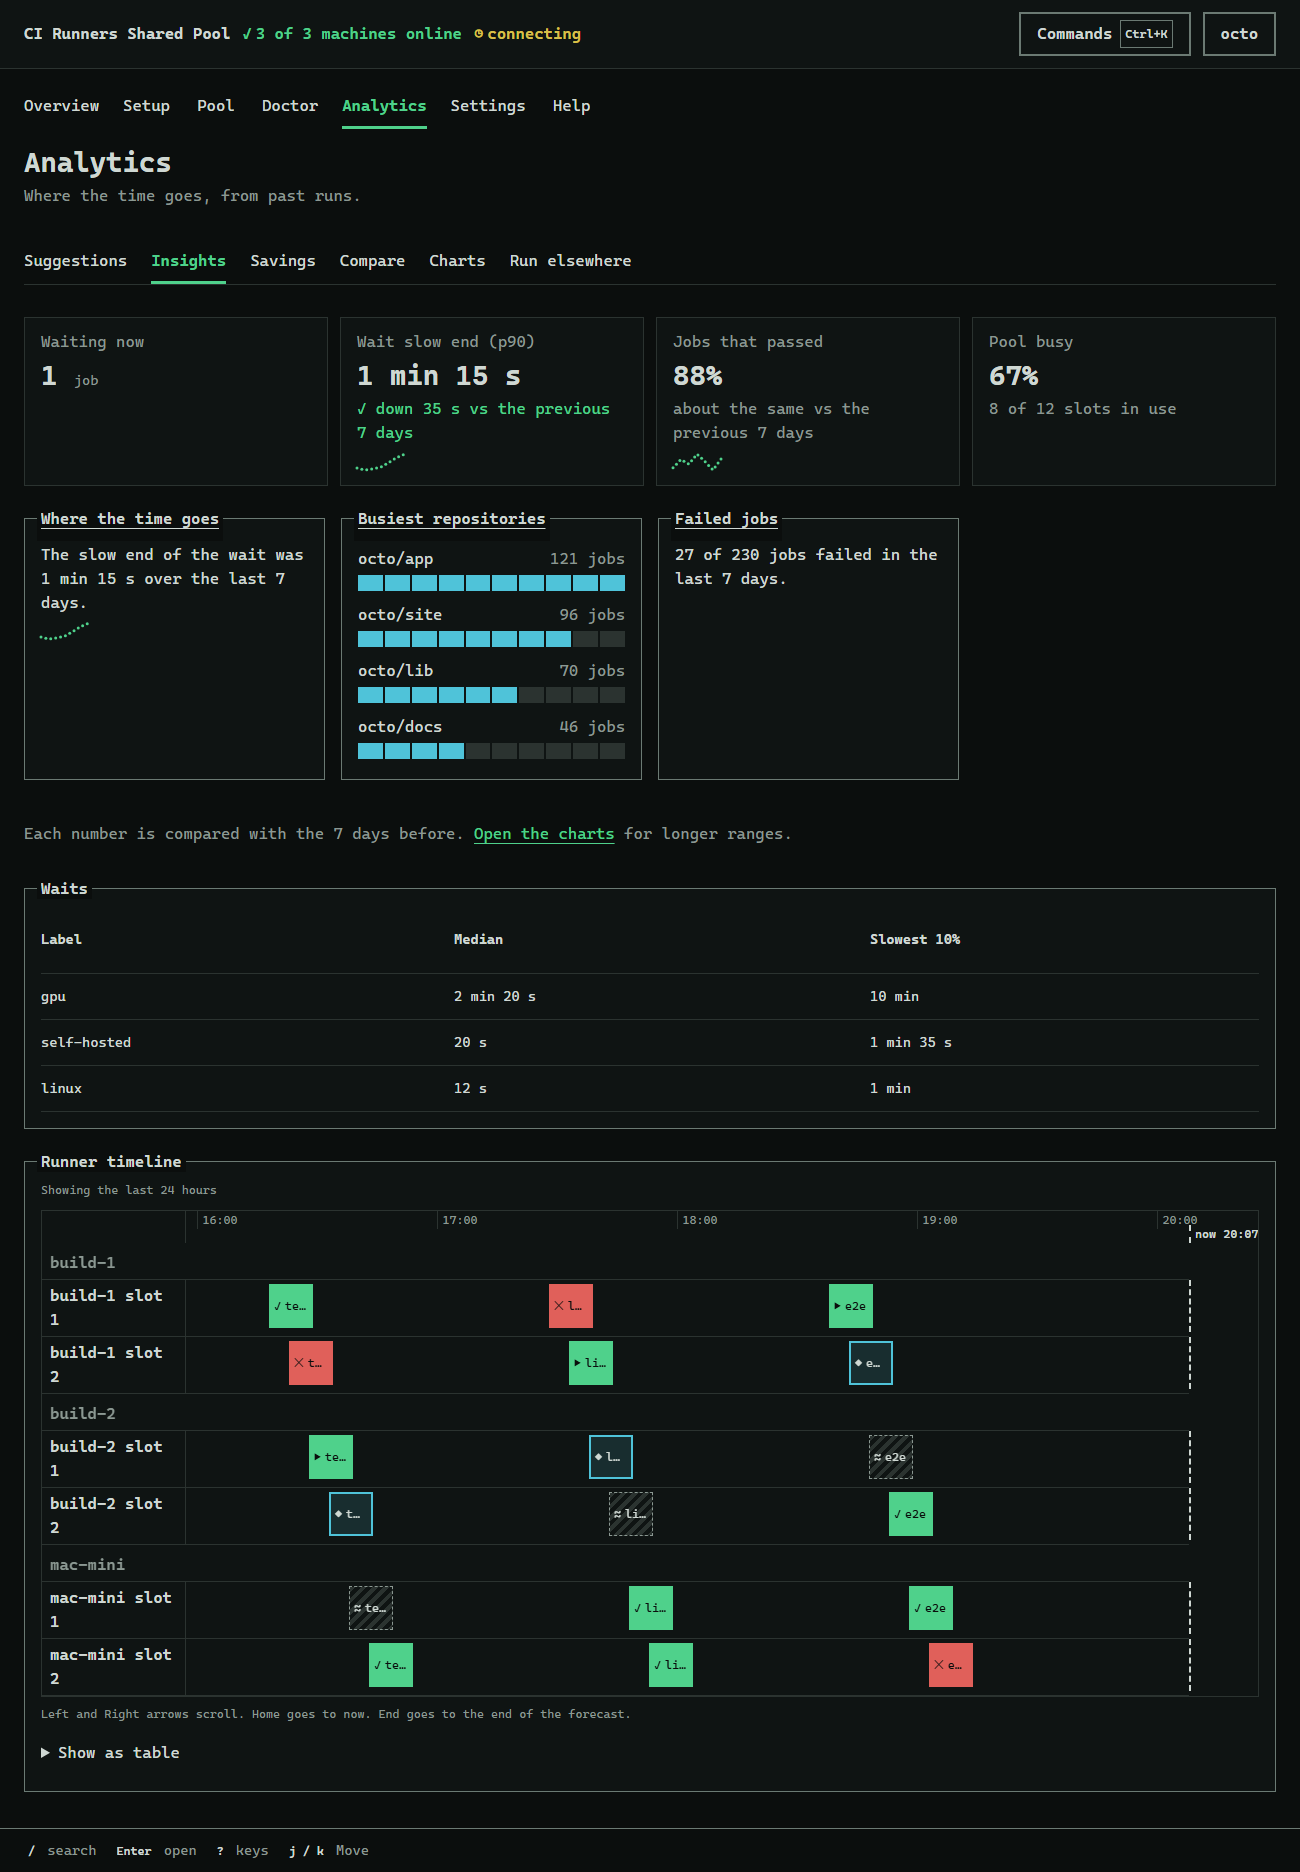 CI Runners Shared Pool ✓ 3 of 3 machines online connecting
Commands Ctrl+K octo
Overview Setup Pool Doctor Analytics Settings Help
Analytics
Where the time goes, from past runs.
Suggestions Insights Savings Compare Charts Run elsewhere
Waiting now
1 job
Wait slow end (p90)
1 min 15 s
✓ down 35 s vs the previous
7 days
Jobs that passed
88%
about the same vs the
previous 7 days
Pool busy
67%
8 of 12 slots in use
Where the time goes
The slow end of the wait was
1 min 15 s over the last 7
days.
Busiest repositories
octo/app 121 jobs
octo/site 96 jobs
octo/lib 70 jobs
octo/docs 46 jobs
Failed jobs
27 of 230 jobs failed in the
last 7 days.
Each number is compared with the 7 days before. Open the charts for longer ranges.
Waits
Label Median Slowest 10%
gpu 2 min 20 s 10 min
self-hosted 20 s 1 min 35 s
linux 12 s 1 min
Runner timeline
Showing the last 24 hours
16:00 17:00 18:00 19:00 20:00
now 20:07
build-1
build-1 slot
1
✓ te… ✕ l… ▶ e2e
build-1 slot
2
✕ t… ▶ li… ◆ e…
build-2
build-2 slot
1
▶ te… ◆ l… ≈ e2e
build-2 slot
2
◆ t… ≈ li… ✓ e2e
mac-mini
mac-mini slot
1
≈ te… ✓ li… ✓ e2e
mac-mini slot
2
✓ te… ✓ li… ✕ e…
Left and Right arrows scroll. Home goes to now. End goes to the end of the forecast.
▶ Show as table
/ search Enter open ? keys j / k Move